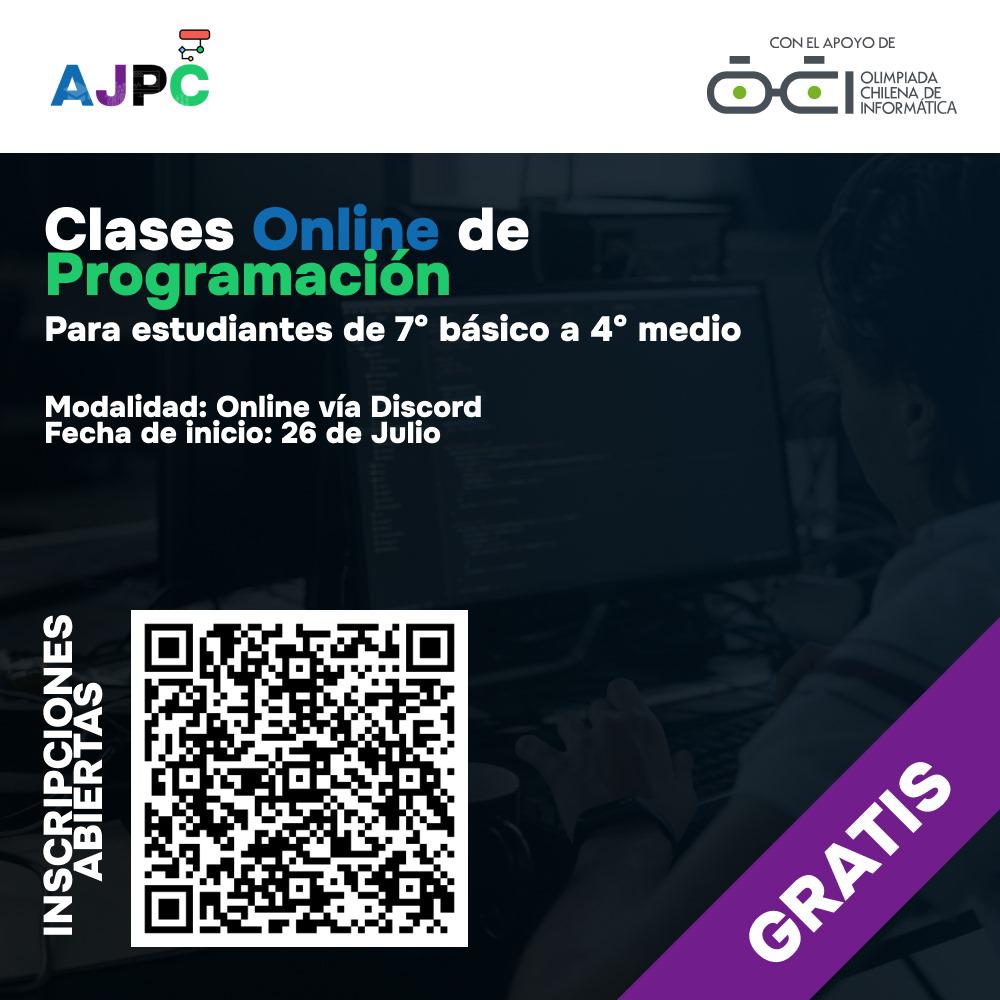 AJPC
CON EL APOYO DE
OCI
OLIMPIADA
CHILENA DE
INFORMÁTICA
Clases Online de
Programación
Para estudiantes de 7° básico a 4° medio
Modalidad: Online vía Discord
Fecha de inicio: 26 de Julio
INSCRIPCIONES
ABIERTAS
GRATIS